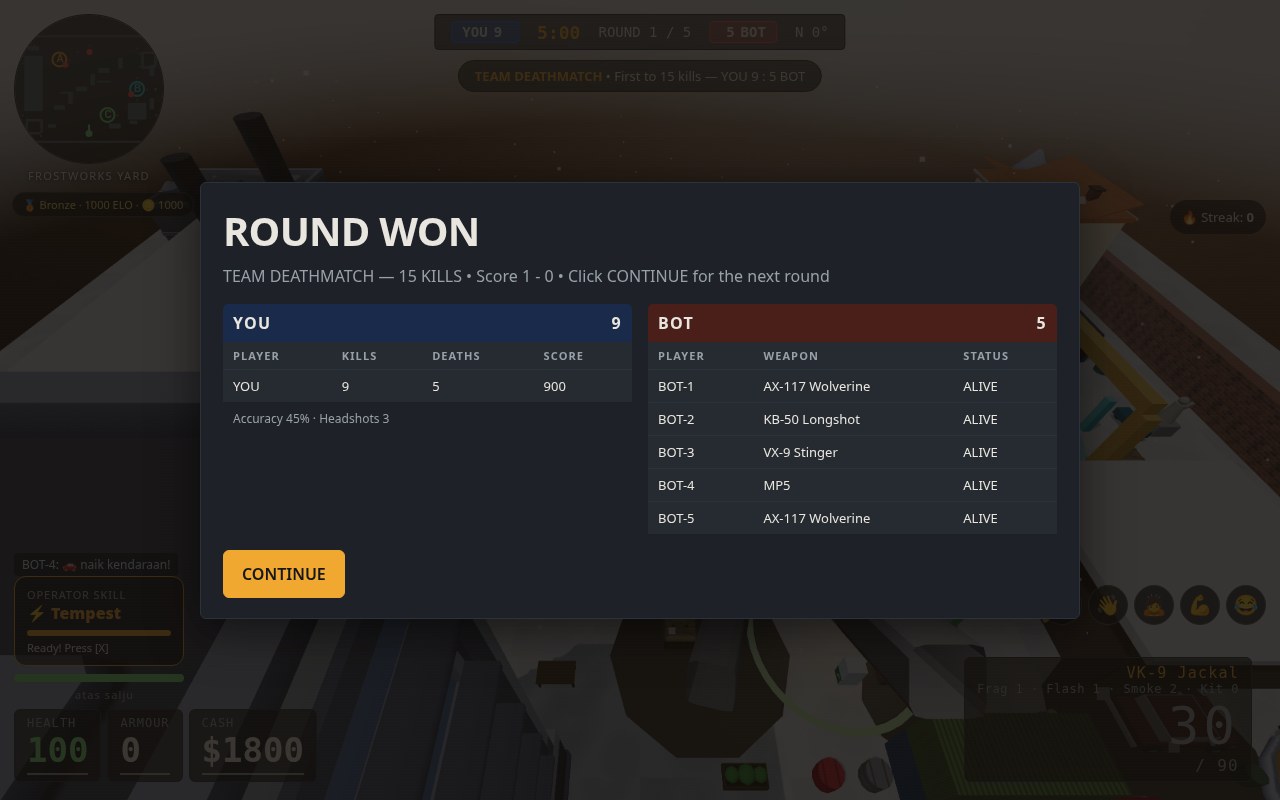 YOU 9 5:00 ROUND 1 / 5 5 BOT N 0°
TEAM DEATHMATCH • First to 15 kills — YOU 9 : 5 BOT
A
B
C
FROSTWORKS YARD
Bronze · 1000 ELO · 1000
Streak: 0
ROUND WON
TEAM DEATHMATCH — 15 KILLS • Score 1 - 0 • Click CONTINUE for the next round
YOU 9
PLAYER KILLS DEATHS SCORE
YOU 9 5 900
Accuracy 45% · Headshots 3
BOT 5
PLAYER WEAPON STATUS
BOT-1 AX-117 Wolverine ALIVE
BOT-2 KB-50 Longshot ALIVE
BOT-3 VX-9 Stinger ALIVE
BOT-4 MP5 ALIVE
BOT-5 AX-117 Wolverine ALIVE
CONTINUE
BOT-4: naik kendaraan!
OPERATOR SKILL
Tempest
Ready! Press [X]
atas salju
HEALTH
100
ARMOUR
0
CASH
$1800
VK-9 Jackal
Frag 1 · Flash 1 · Smoke 2 · Kit 0
30
/ 90